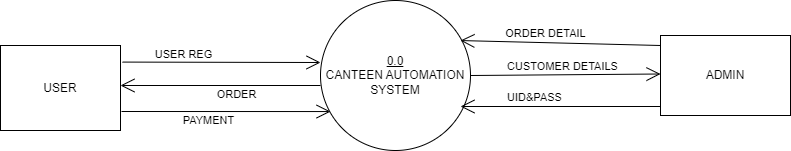 USER
USER REG
ORDER
PAYMENT
0.0
CANTEEN AUTOMATION
SYSTEM
ORDER DETAIL
CUSTOMER DETAILS
UID&PASS
ADMIN